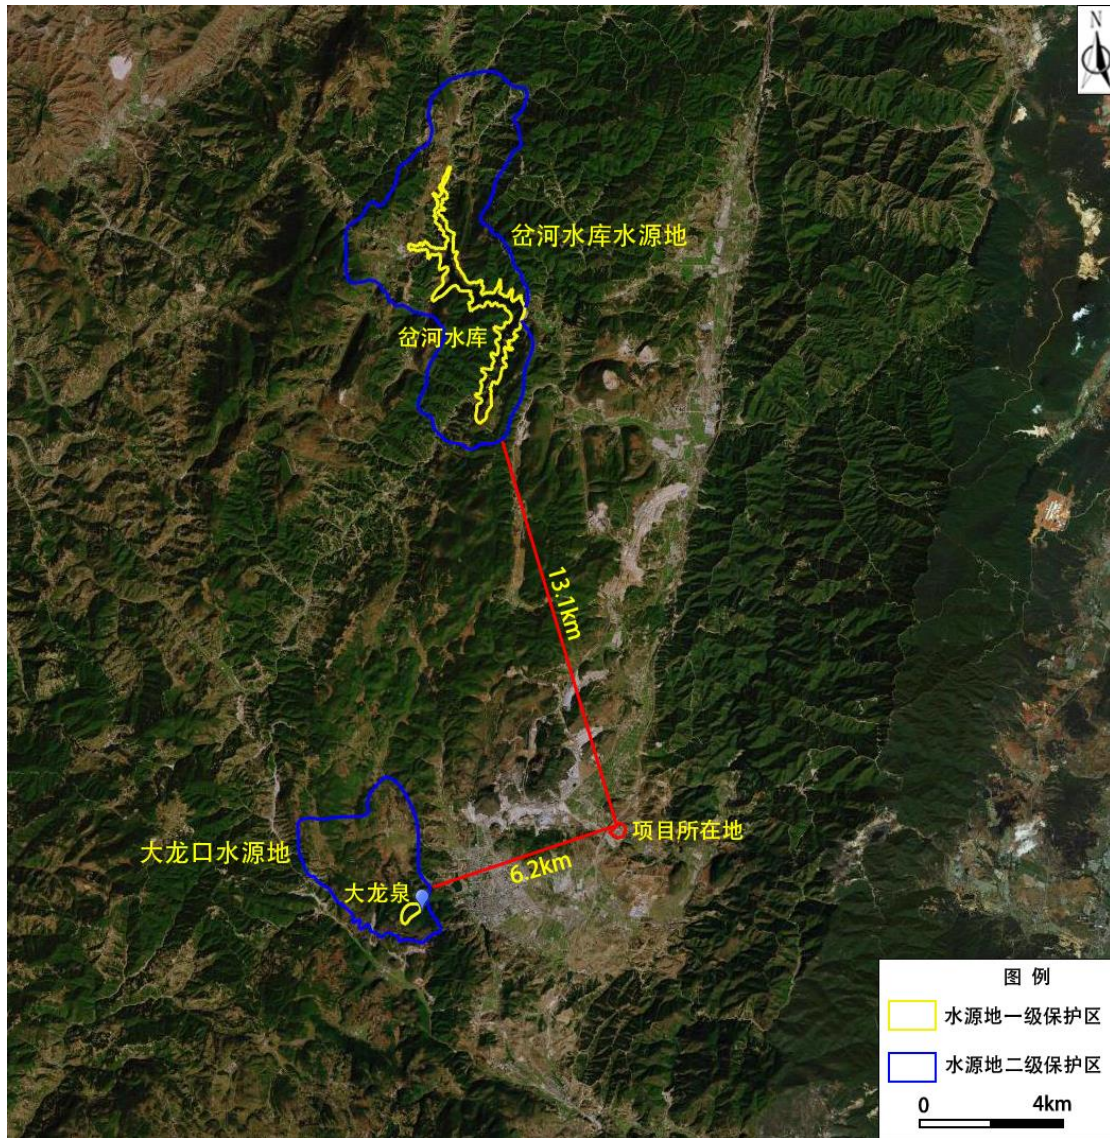 N
岔河水库水源地
岔河水库
13.1km
项目所在地
大龙口水源地
6.2km
大龙泉
图 例
水源地一级保护区
水源地二级保护区
0 4km